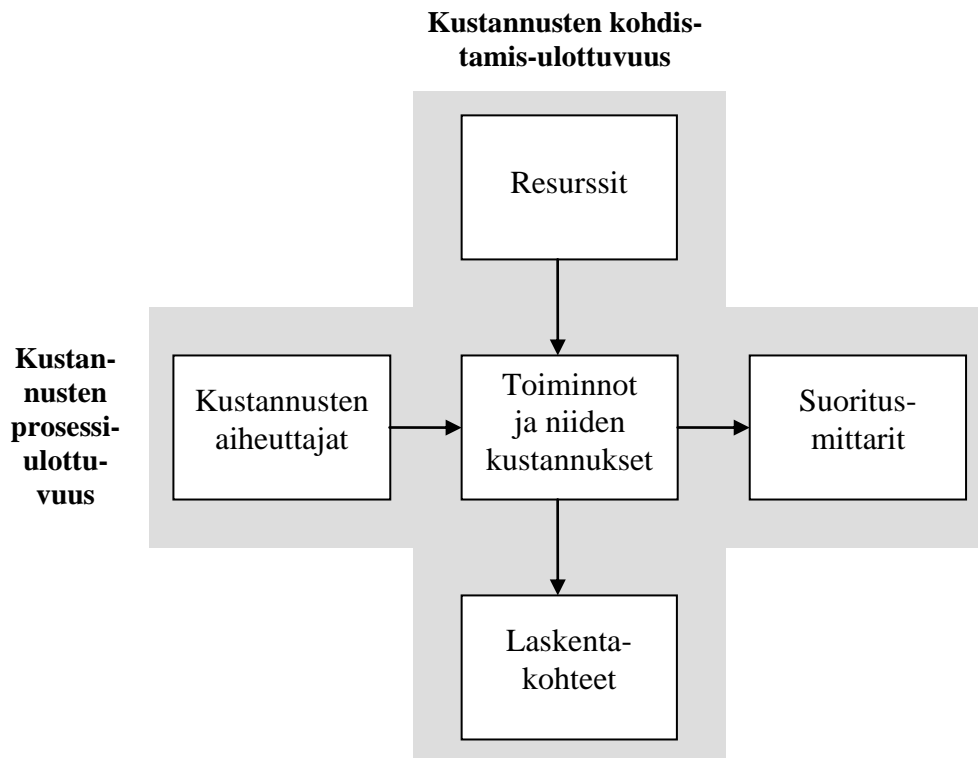 Kustannusten kohdis-
tamis-ulottuvuus
Resurssit
Kustan-
nusten
prosessi-
ulottu-
vuus
Kustannusten
aiheuttajat
Toiminnot
ja niiden
kustannukset
Suoritus-
mittarit
Laskenta-
kohteet